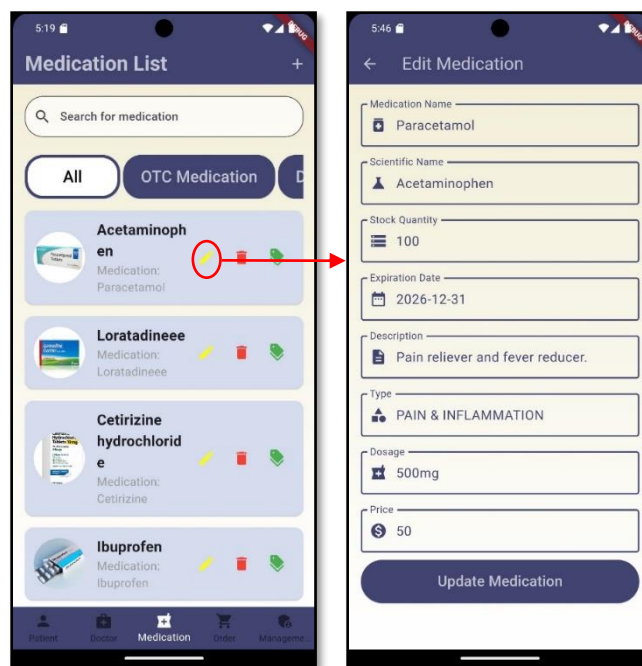 5:19
DEBUG
Medication List
+
Search for medication
All
OTC Medication
D
Acetaminoph
en
Medication:
Paracetamol
Loratadineee
Medication:
Loratadineee
Cetirizine
hydrochlorid
e
Medication:
Cetirizine
Ibuprofen
Medication:
Ibuprofen
Patient
Doctor
Medication
Order
Manageme...
5:46
DEBUG
Edit Medication
Medication Name
Paracetamol
Scientific Name
Acetaminophen
Stock Quantity
100
Expiration Date
2026-12-31
Description
Pain reliever and fever reducer.
Type
PAIN & INFLAMMATION
Dosage
500mg
Price
50
Update Medication